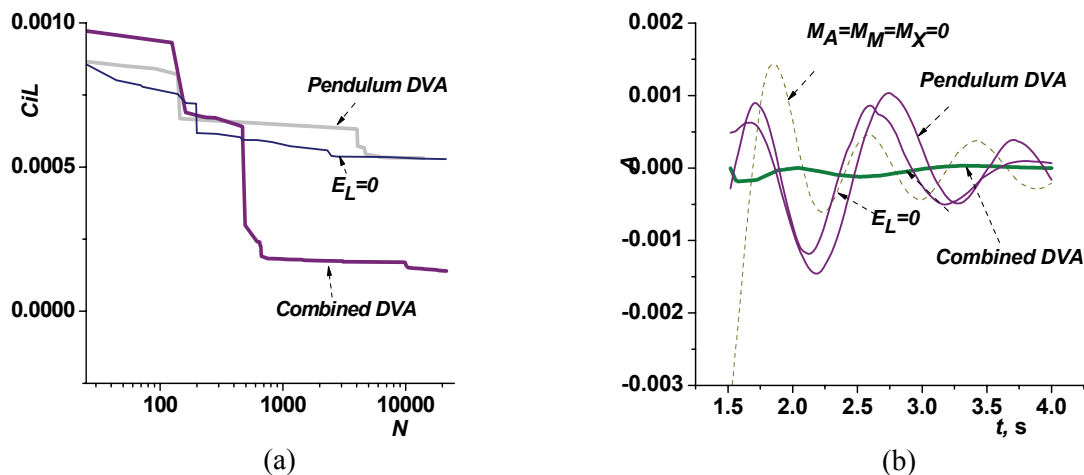 0.0010
CiL
Pendulum DVA
0.0005
E_L=0
0.0000
Combined DVA
100
1000
10000
N
(a)
0.002
M_A=M_M=M_X=0
Pendulum DVA
0.001
A
0.000
E_L=0
-0.001
Combined DVA
-0.003
1.5
2.0
2.5
3.0
3.5
4.0
t, s
(b)